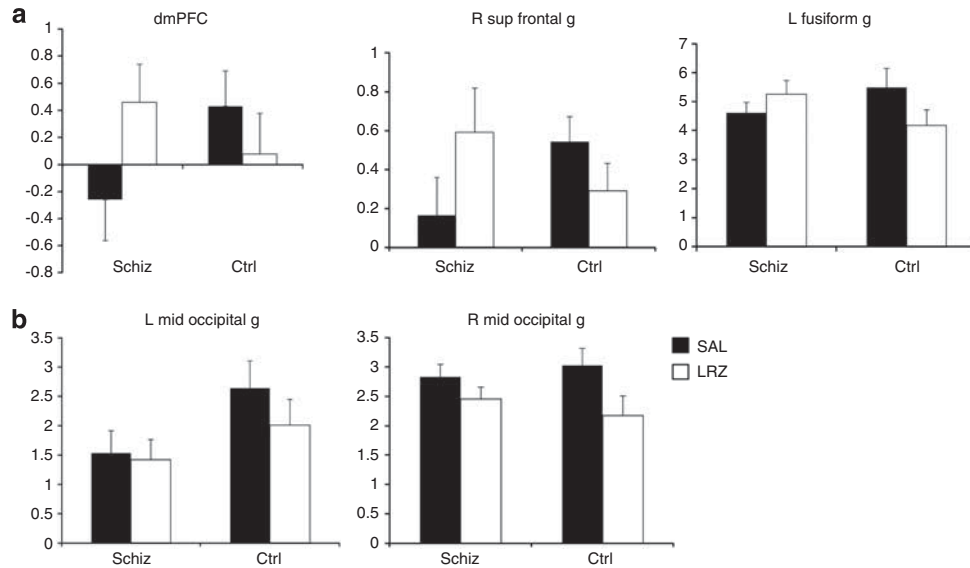 a
dmPFC
1
0.8
0.6
0.4
0.2
0
-0.2
-0.4
-0.6
-0.8
Schiz Ctrl
R sup frontal g
1
0.8
0.6
0.4
0.2
0
Schiz Ctrl
L fusiform g
7
6
5
4
3
2
1
0
Schiz Ctrl
b
L mid occipital g
3.5
3
2.5
2
1.5
1
0.5
0
Schiz Ctrl
R mid occipital g
3.5
3
2.5
2
1.5
1
0.5
0
Schiz Ctrl
SAL
LRZ